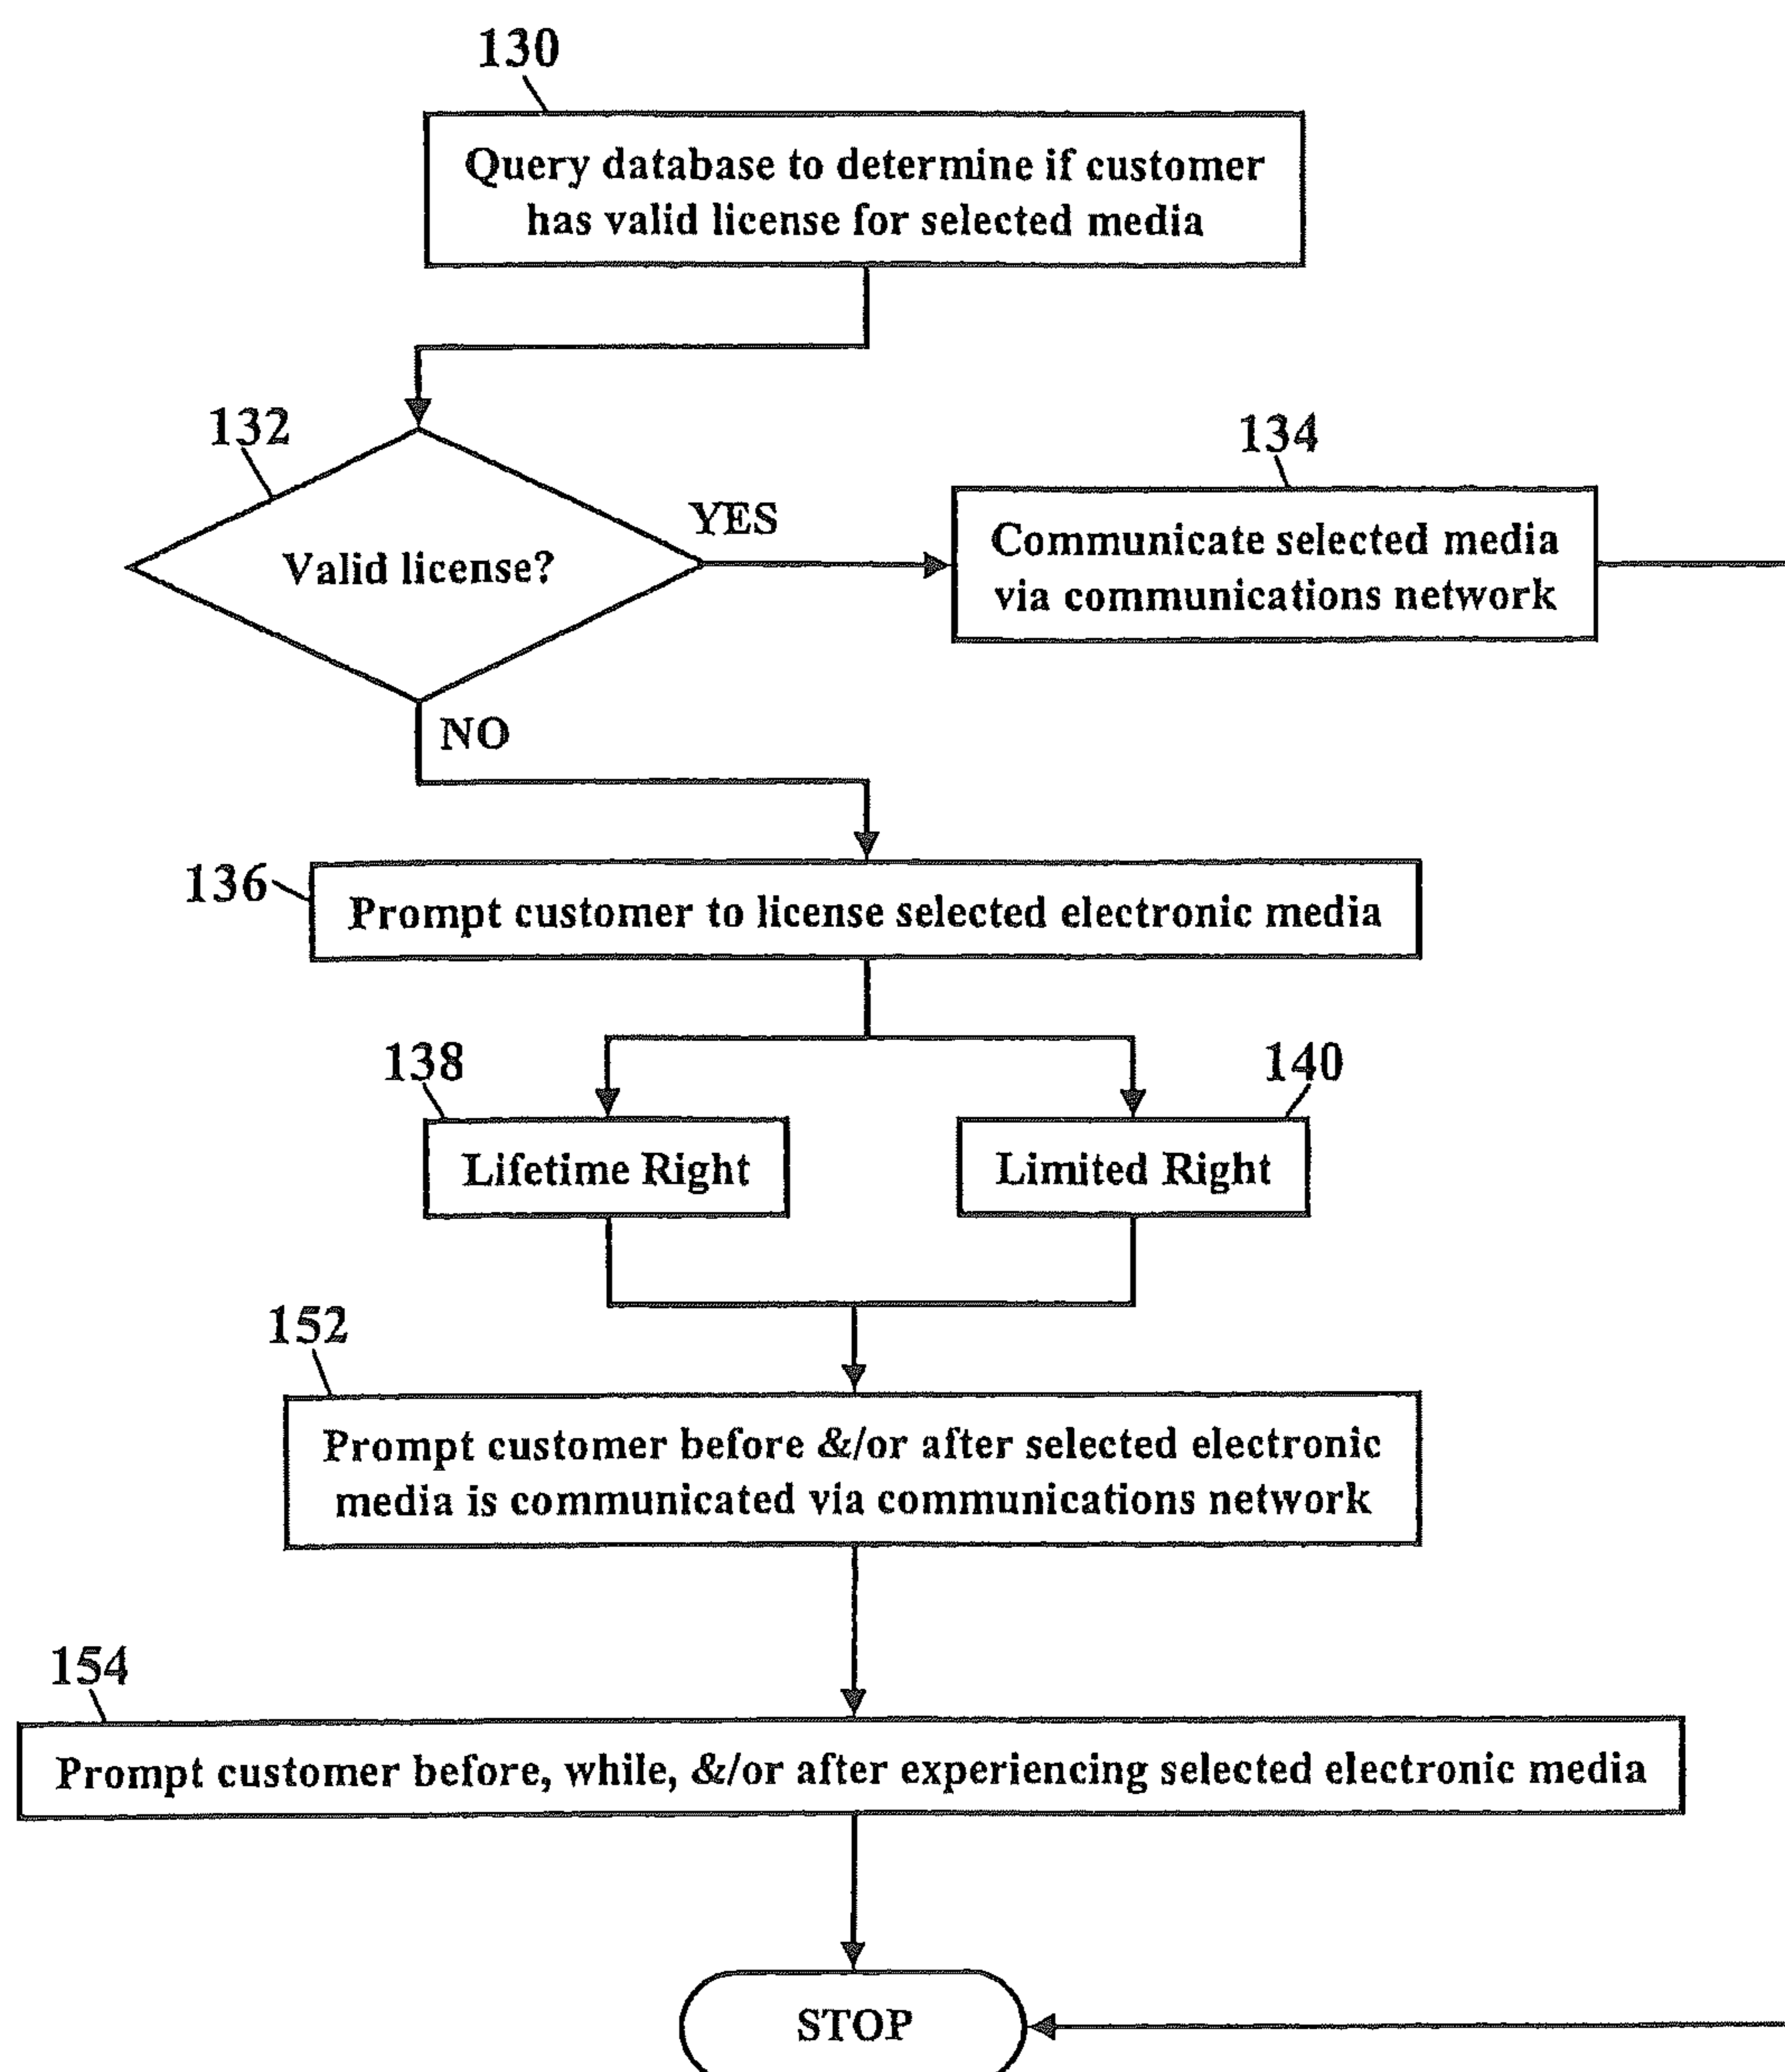 130
Query database to determine if customer
has valid license for selected media
132
Valid license?
YES
134
Communicate selected media
via communications network
NO
136
Prompt customer to license selected electronic media
138
Lifetime Right
140
Limited Right
152
Prompt customer before &/or after selected electronic
media is communicated via communications network
154
Prompt customer before, while, &/or after experiencing selected electronic media
STOP